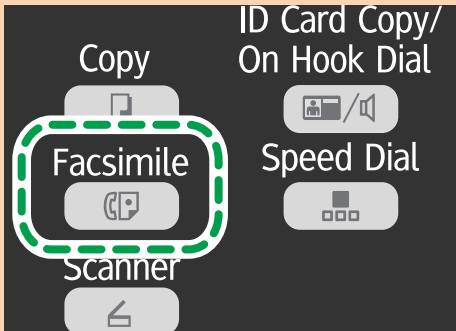 Copy
ID Card Copy/
On Hook Dial
Facsimile
Speed Dial
Scanner